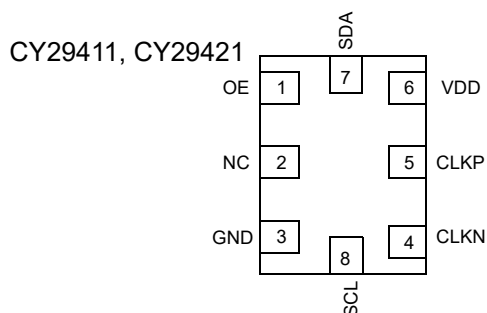 CY29411, CY29421
SDA
7
OE 1
6 VDD
NC 2
5 CLKP
GND 3
4 CLKN
8
SCL